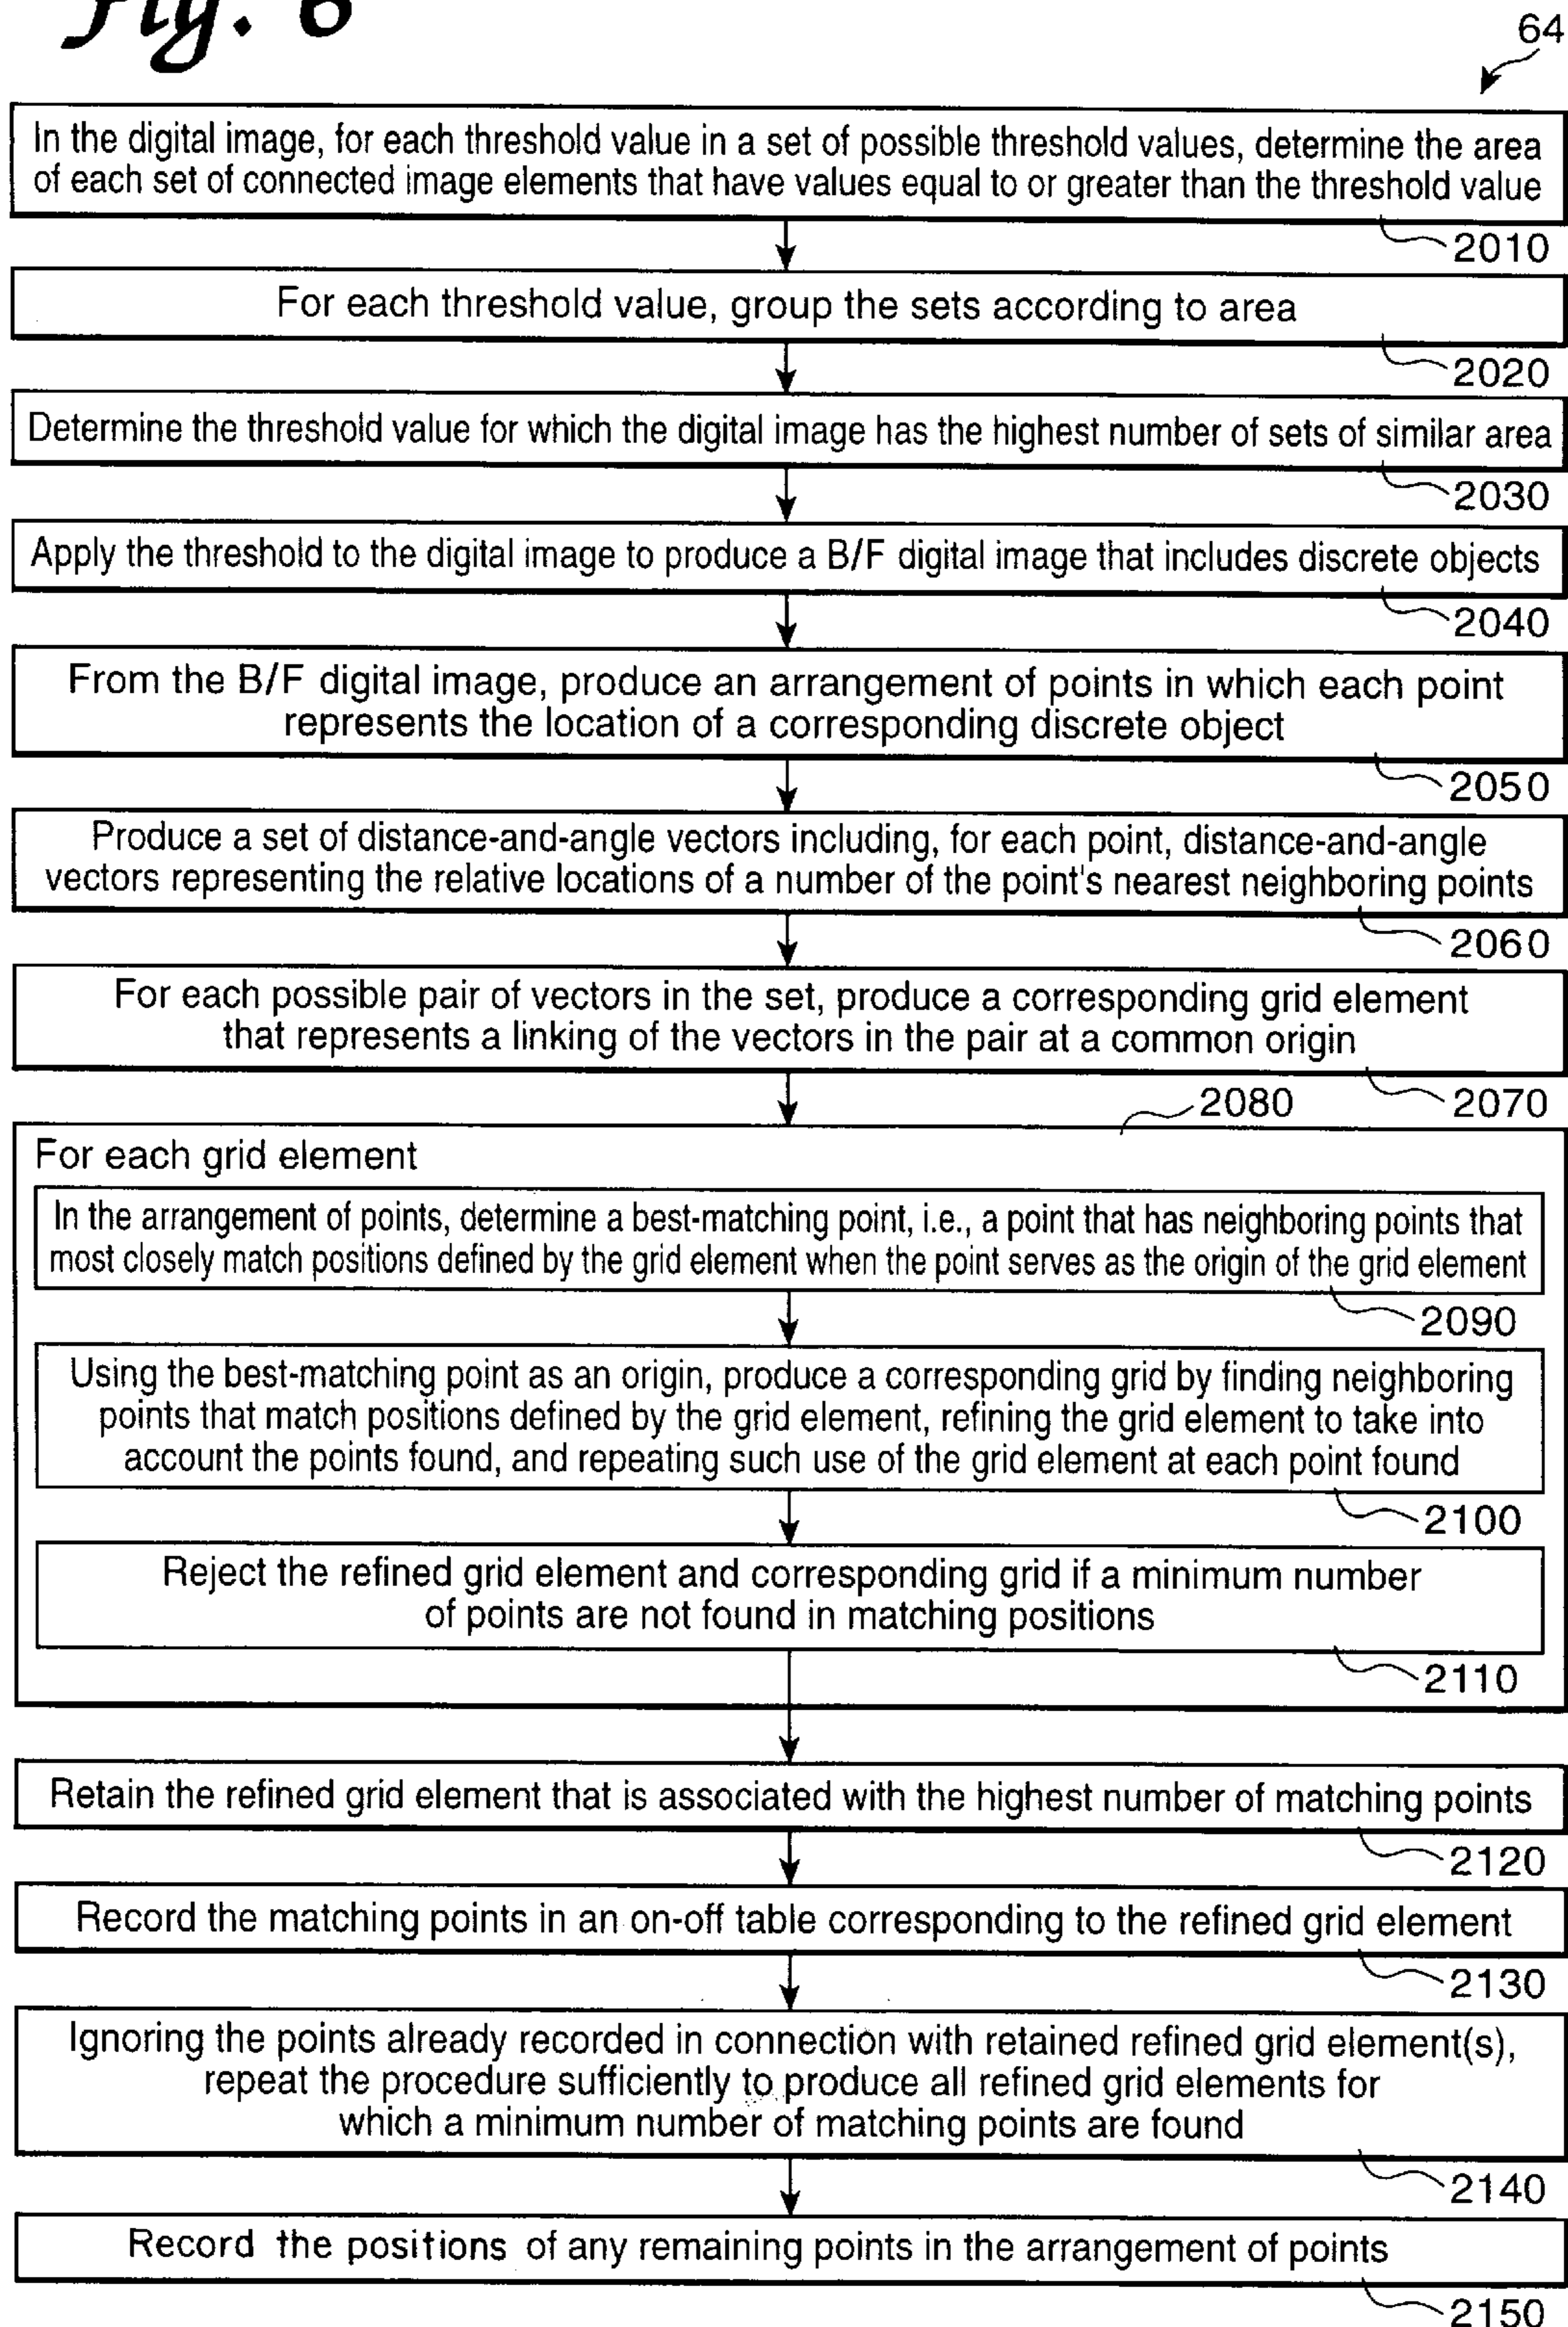 Fig. 6
64
In the digital image, for each threshold value in a set of possible threshold values, determine the area
of each set of connected image elements that have values equal to or greater than the threshold value
2010
For each threshold value, group the sets according to area
2020
Determine the threshold value for which the digital image has the highest number of sets of similar area
2030
Apply the threshold to the digital image to produce a B/F digital image that includes discrete objects
2040
From the B/F digital image, produce an arrangement of points in which each point
represents the location of a corresponding discrete object
2050
Produce a set of distance-and-angle vectors including, for each point, distance-and-angle
vectors representing the relative locations of a number of the point's nearest neighboring points
2060
For each possible pair of vectors in the set, produce a corresponding grid element
that represents a linking of the vectors in the pair at a common origin
2070
2080
For each grid element
In the arrangement of points, determine a best-matching point, i.e., a point that has neighboring points that
most closely match positions defined by the grid element when the point serves as the origin of the grid element
2090
Using the best-matching point as an origin, produce a corresponding grid by finding neighboring
points that match positions defined by the grid element, refining the grid element to take into
account the points found, and repeating such use of the grid element at each point found
2100
Reject the refined grid element and corresponding grid if a minimum number
of points are not found in matching positions
2110
Retain the refined grid element that is associated with the highest number of matching points
2120
Record the matching points in an on-off table corresponding to the refined grid element
2130
Ignoring the points already recorded in connection with retained refined grid element(s),
repeat the procedure sufficiently to produce all refined grid elements for
which a minimum number of matching points are found
2140
Record the positions of any remaining points in the arrangement of points
2150